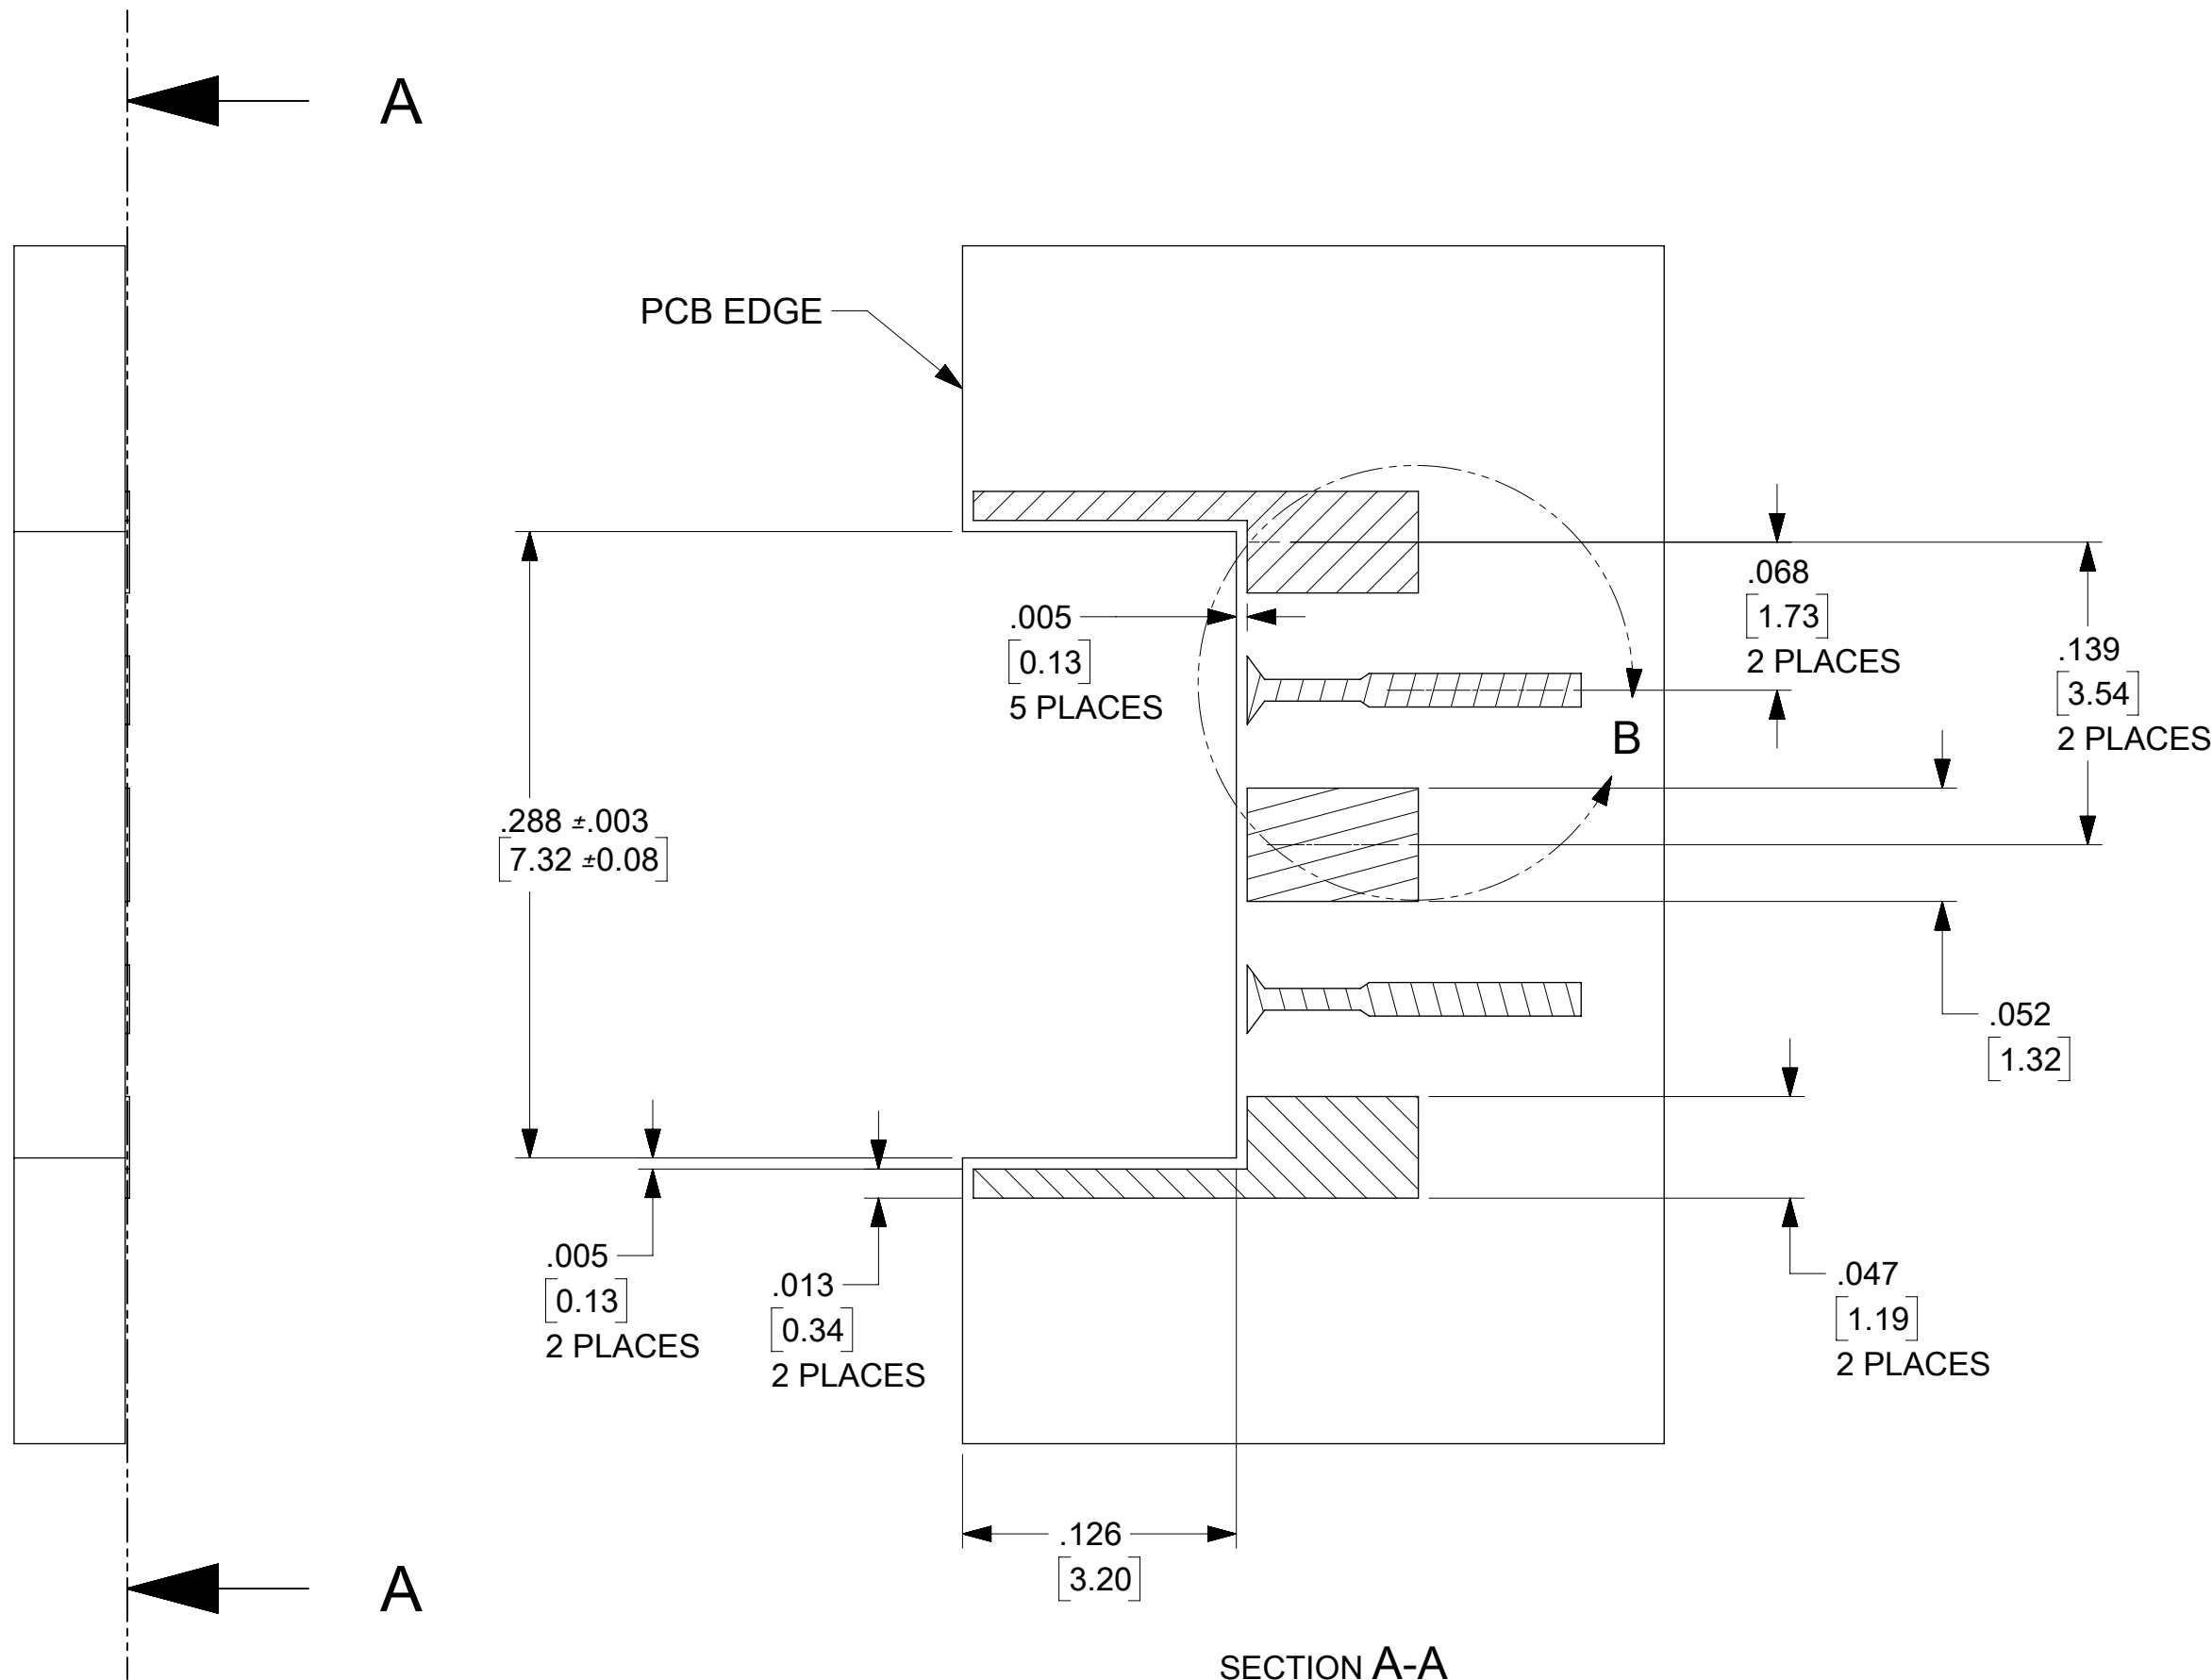 A
PCB EDGE
.005
[0.13]
5 PLACES
.068
[1.73]
2 PLACES
.139
[3.54]
2 PLACES
B
.288 ±.003
[7.32 ±0.08]
.052
[1.32]
.005
[0.13]
2 PLACES
.013
[0.34]
2 PLACES
.047
[1.19]
2 PLACES
.126
[3.20]
A
SECTION A-A